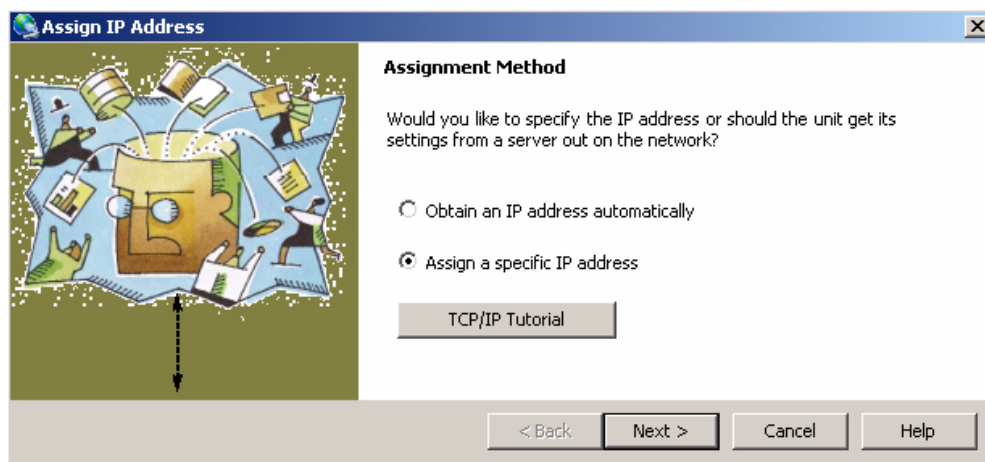 Assign IP Address
Assignment Method
Would you like to specify the IP address or should the unit get its
settings from a server out on the network?
Obtain an IP address automatically
Assign a specific IP address
TCP/IP Tutorial
< Back
Next >
Cancel
Help